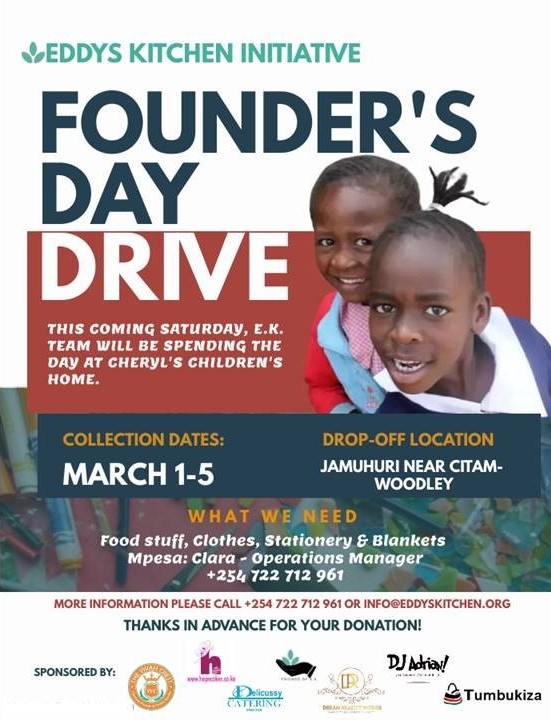 EDDYS KITCHEN INITIATIVE
FOUNDER'S
DAY
DRIVE
THIS COMING SATURDAY, E.K.
TEAM WILL BE SPENDING THE
DAY AT CHERYL'S CHILDREN'S
HOME.
COLLECTION DATES:
MARCH 1-5
DROP-OFF LOCATION
JAMUHURI NEAR CITAM-
WOODLEY
WHAT WE NEED
Food stuff, Clothes, Stationery & Blankets
Mpesa: Clara - Operations Manager
+254 722 712 961
MORE INFORMATION PLEASE CALL +254 722 712 961 OR INFO@EDDYSKITCHEN.ORG
THANKS IN ADVANCE FOR YOUR DONATION!
SPONSORED BY:
h
Delicussy
CATERING
DR
DJ Adrian!
Tumbukiza